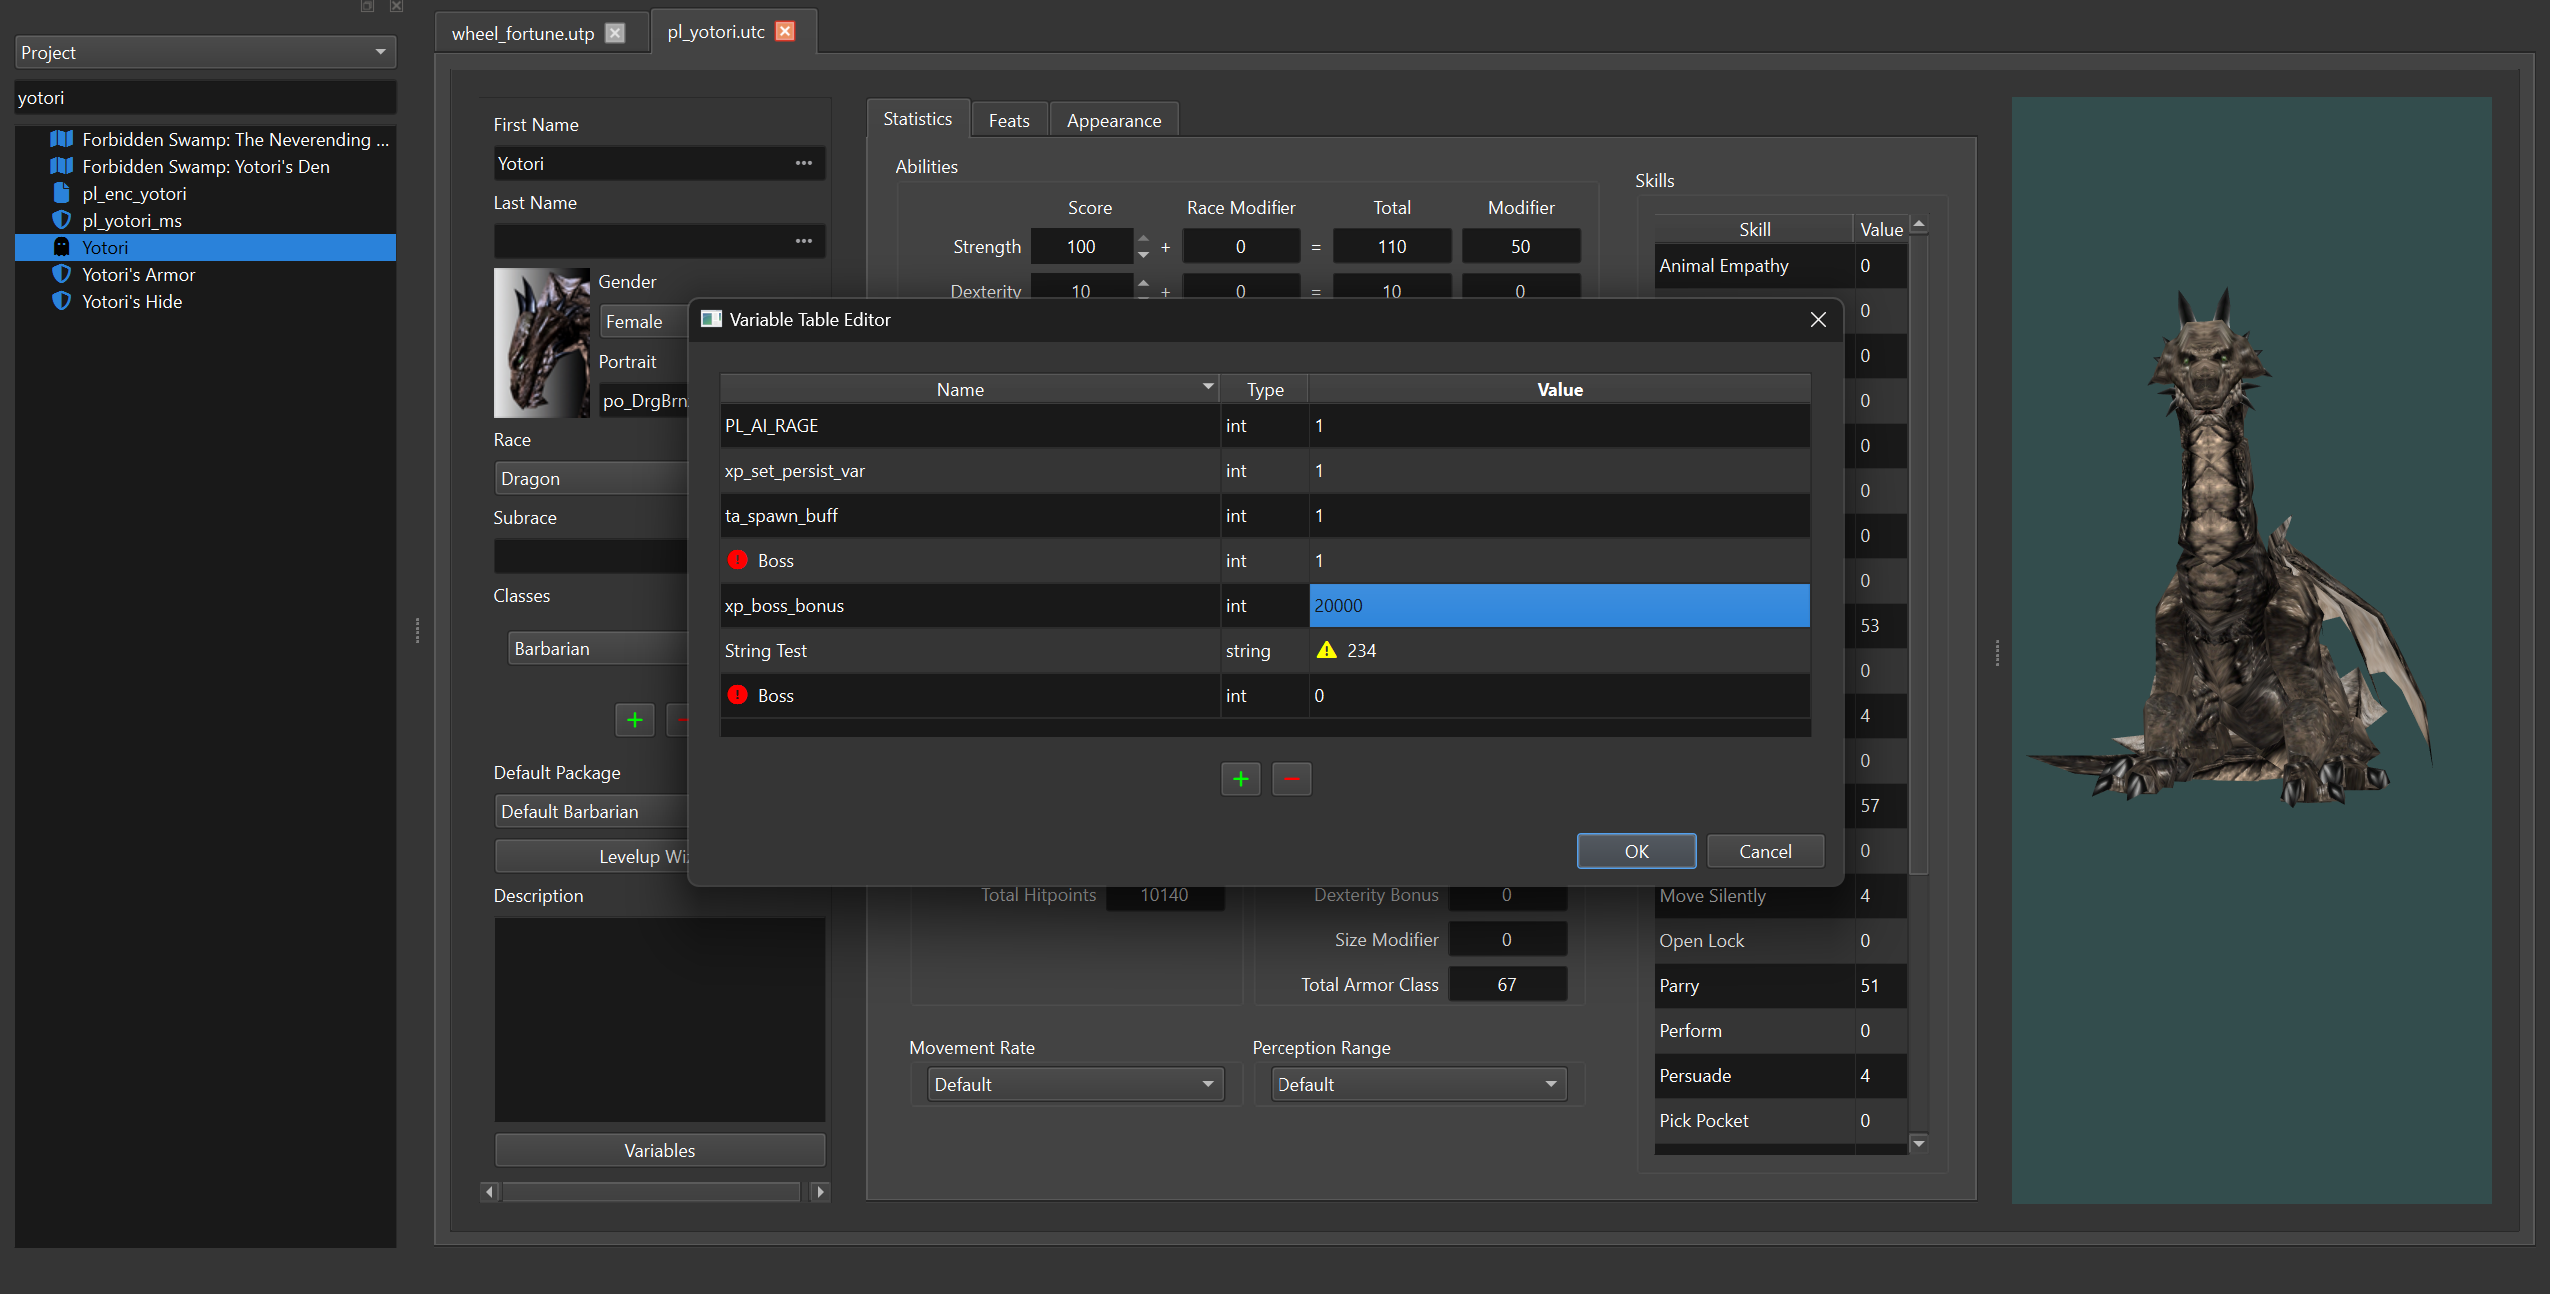 Project
yotori
Forbidden Swamp: The Neverending ...
Forbidden Swamp: Yotori's Den
pl_enc_yotori
pl_yotori_ms
Yotori
Yotori's Armor
Yotori's Hide
wheel_fortune.utp
pl_yotori.utc
First Name
Yotori
Last Name
Gender
Female
Portrait
po_DrgBrn
Race
Dragon
Subrace
Classes
Barbarian
+ −
Default Package
Default Barbarian
Levelup Wi
Description
Variables
Statistics Feats Appearance
Abilities
Score Race Modifier Total Modifier
Strength 100 + 0 = 110 50
Dexterity 10 + 0 = 10 0
Variable Table Editor
Name Type Value
PL_AI_RAGE int 1
xp_set_persist_var int 1
ta_spawn_buff int 1
Boss int 1
xp_boss_bonus int 20000
String Test string 234
Boss int 0
+ −
OK Cancel
Total Hitpoints 10140
Dexterity Bonus 0
Size Modifier 0
Total Armor Class 67
Movement Rate
Default
Perception Range
Default
Skills
Skill Value
Animal Empathy 0
0
0
0
0
0
0
0
53
0
4
0
57
0
Move Silently 4
Open Lock 0
Parry 51
Perform 0
Persuade 4
Pick Pocket 0